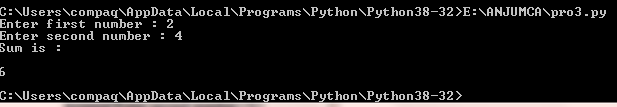 C:\Users\compaq\AppData\Local\Programs\Python\Python38-32>E:\ANJUMCA\pro3.py
Enter first number : 2
Enter second number : 4
Sum is :
6
C:\Users\compaq\AppData\Local\Programs\Python\Python38-32>